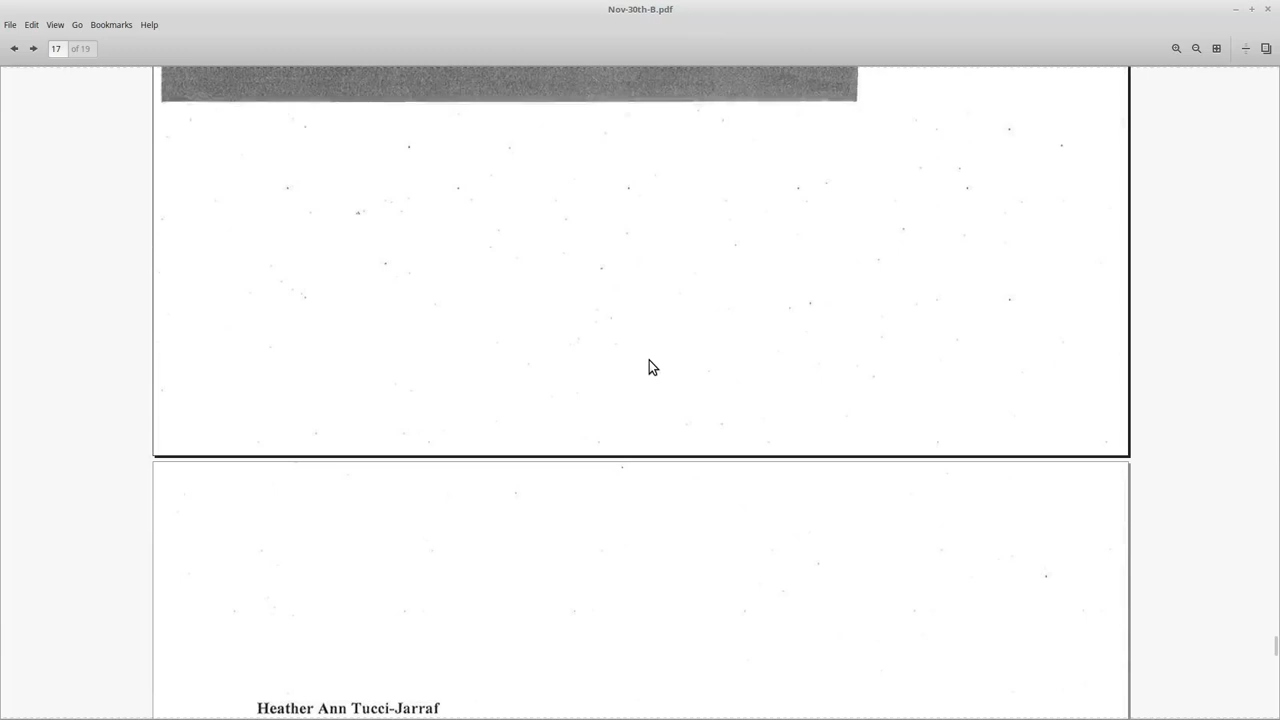 Nov-30th-B.pdf
File Edit View Go Bookmarks Help
17 of 19
Heather Ann Tucci-Jarraf